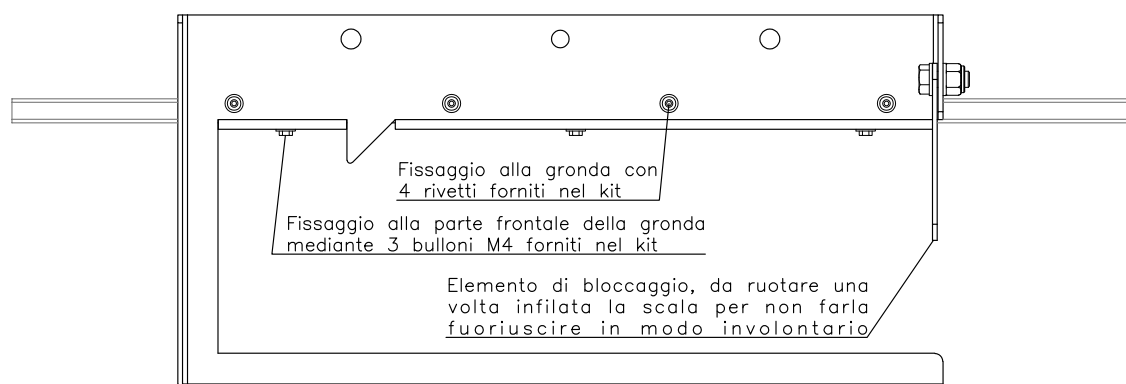 Fissaggio alla gronda con
4 rivetti forniti nel kit
Fissaggio alla parte frontale della gronda
mediante 3 bulloni M4 forniti nel kit
Elemento di bloccaggio, da ruotare una
volta infilata la scala per non farla
fuoriuscire in modo involontario